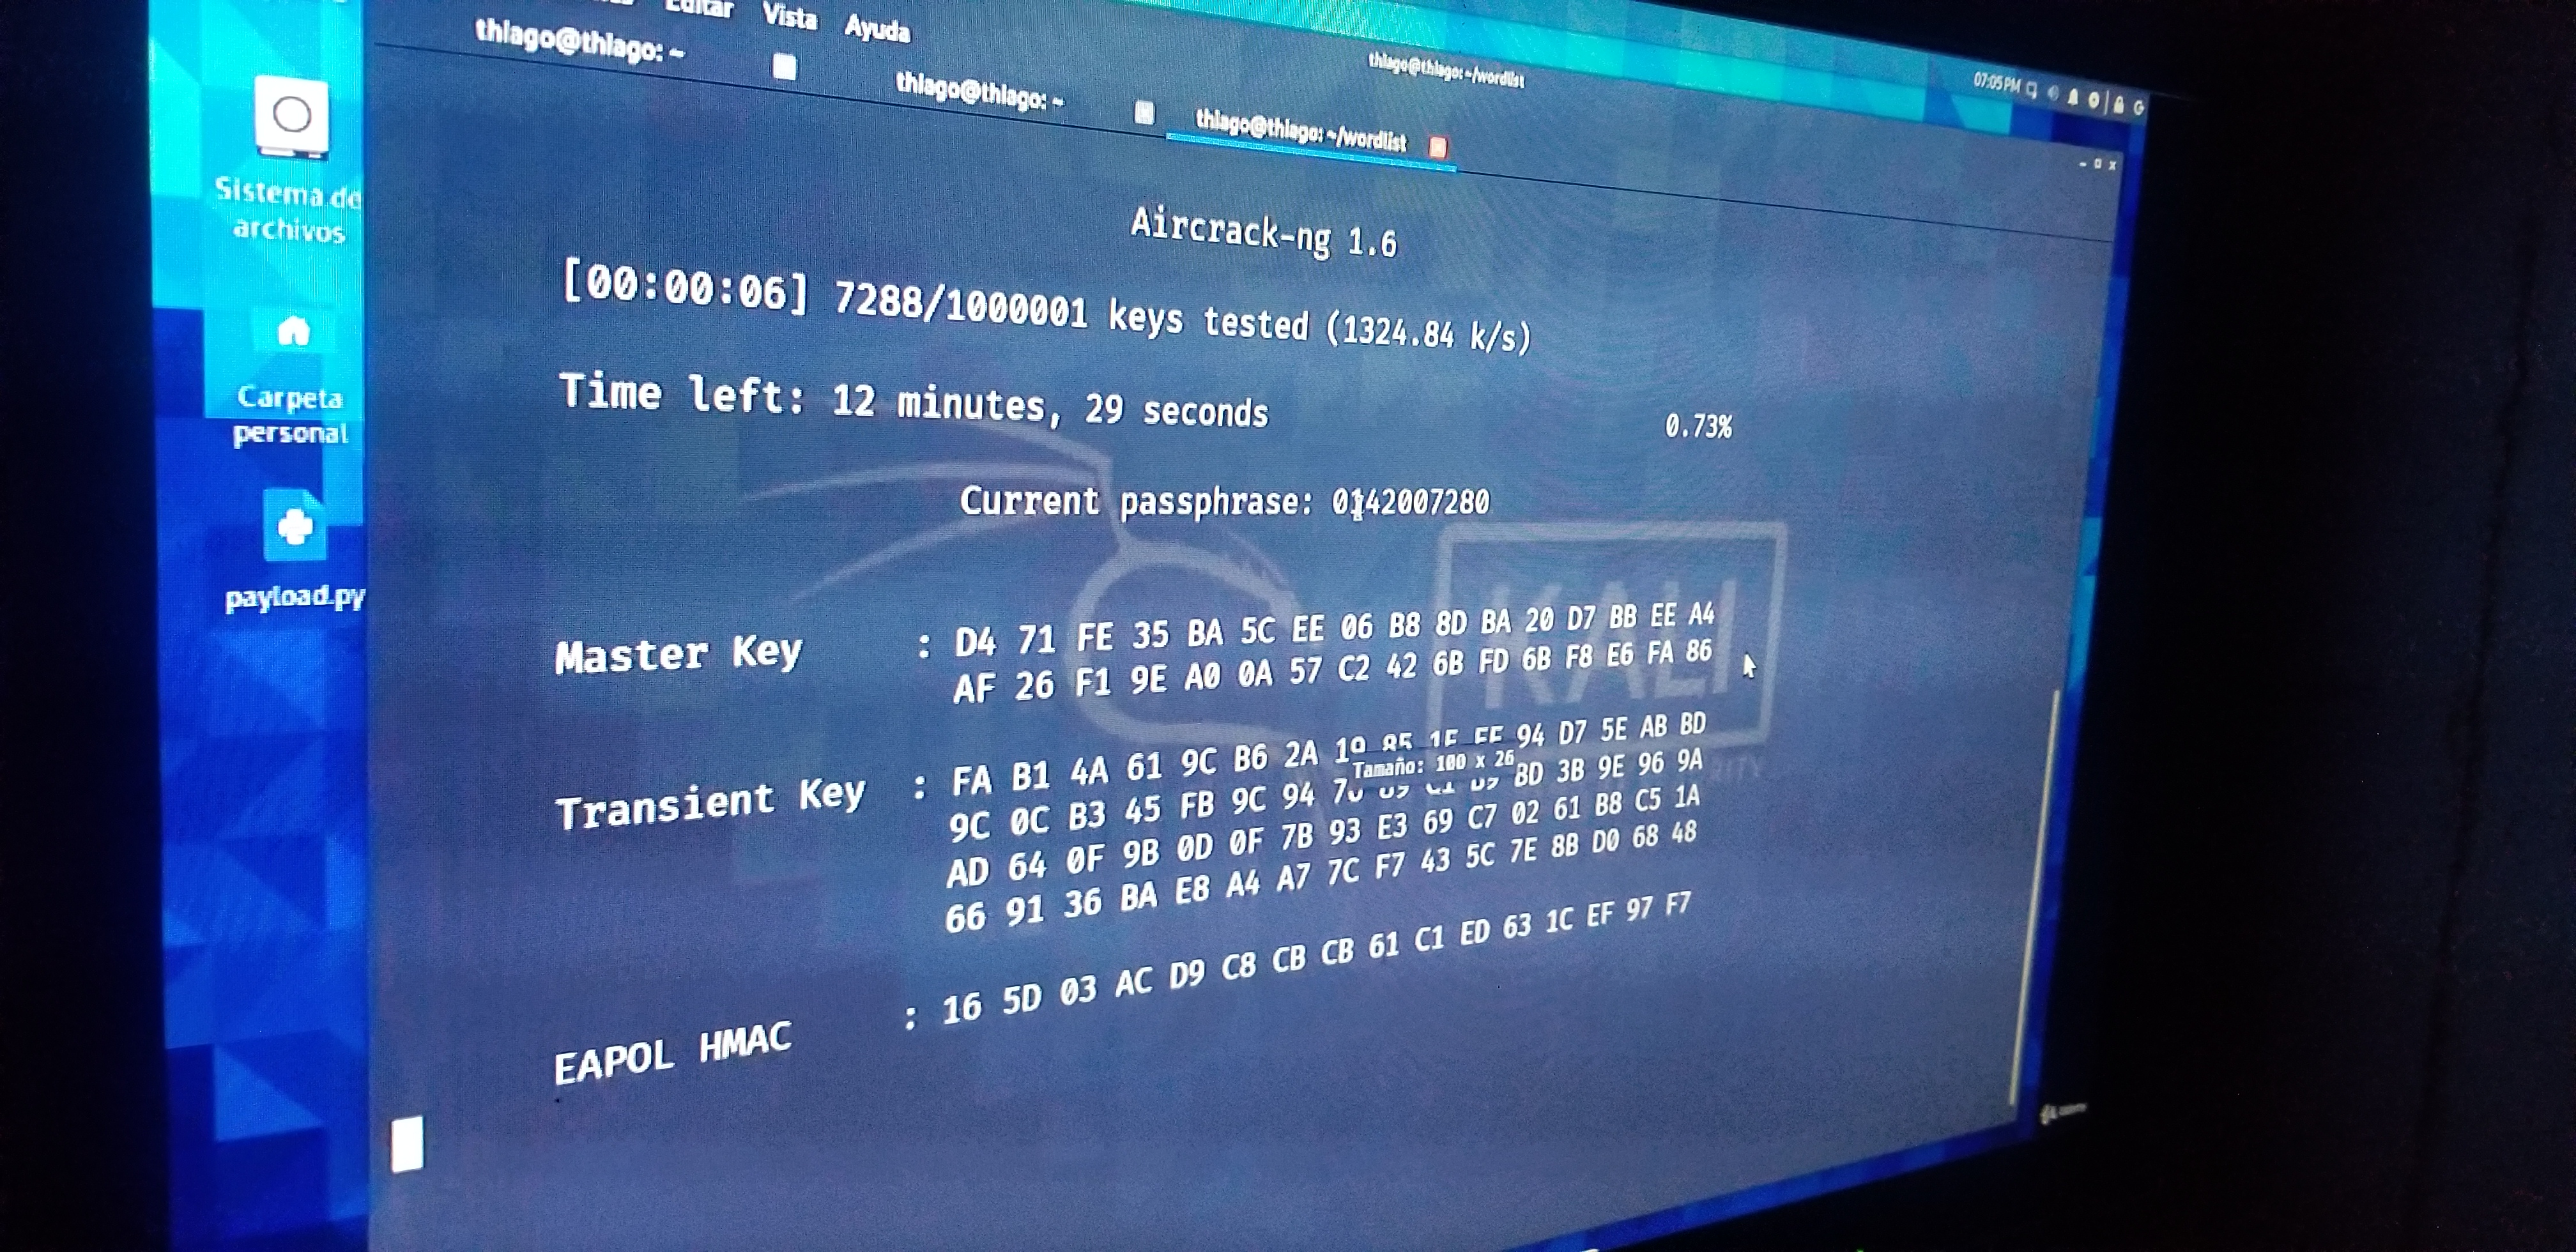 Editar Vista Ayuda
thiago@thiago: ~
thiago@thiago: ~
thiago@thiago: ~/wordlist
thiago@thiago: ~/wordlist
07:05 PM
Sistema de
archivos
Carpeta
personal
payload.py
Aircrack-ng 1.6
[00:00:06] 7288/1000001 keys tested (1324.84 k/s)
Time left: 12 minutes, 29 seconds
0.73%
Current passphrase: 0142007280
KALI
Master Key : D4 71 FE 35 BA 5C EE 06 B8 8D BA 20 D7 BB EE A4
AF 26 F1 9E A0 0A 57 C2 42 6B FD 6B F8 E6 FA 86
Transient Key : FA B1 4A 61 9C B6 2A 94 D7 5E AB BD
Tamaño: 100 x 26
9C 0C B3 45 FB 9C 94 BD 3B 9E 96 9A
AD 64 0F 9B 0D 0F 7B 93 E3 69 C7 02 61 B8 C5 1A
66 91 36 BA E8 A4 A7 7C F7 43 5C 7E 8B D0 68 48
EAPOL HMAC : 16 5D 03 AC D9 C8 CB CB 61 C1 ED 63 1C EF 97 F7